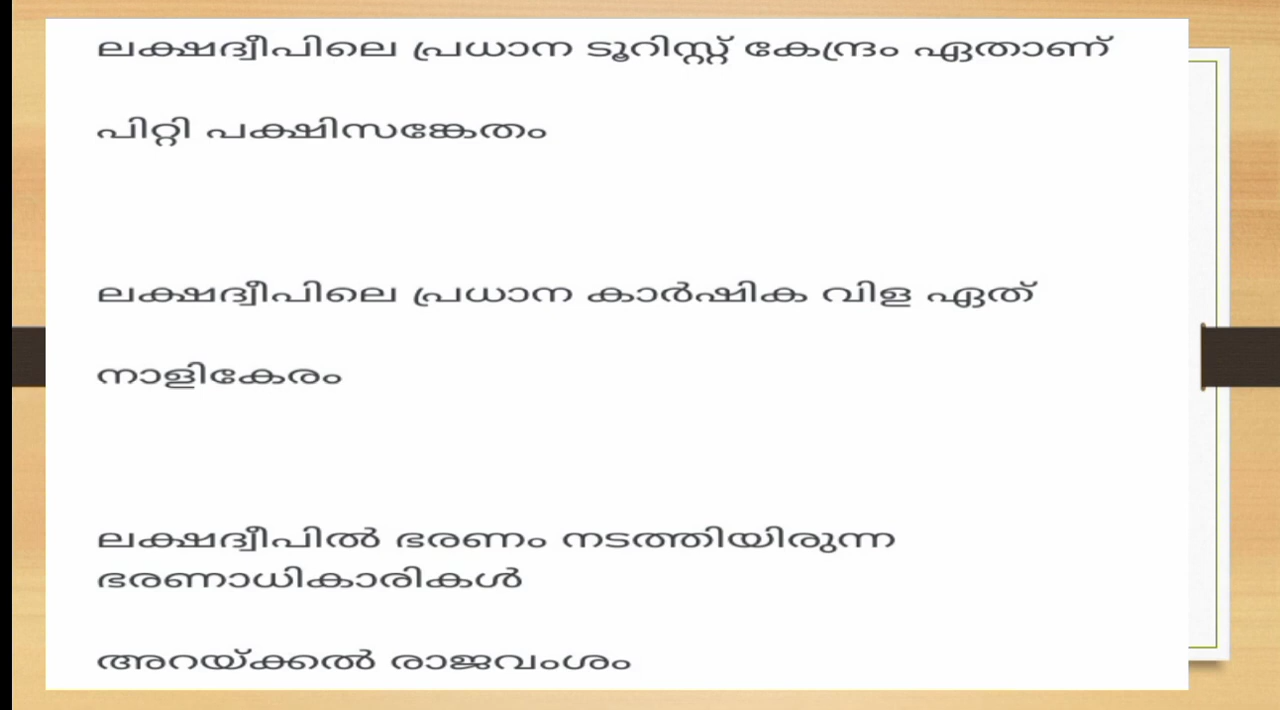 ലക്ഷദ്വീപിലെ പ്രധാന ടൂറിസ്റ്റ് കേന്ദ്രം ഏതാണ്
പിറ്റി പക്ഷിസങ്കേതം
ലക്ഷദ്വീപിലെ പ്രധാന കാർഷിക വിള ഏത്
നാളികേരം
ലക്ഷദ്വീപിൽ ഭരണം നടത്തിയിരുന്ന
ഭരണാധികാരികൾ
അറയ്ക്കൽ രാജവംശം